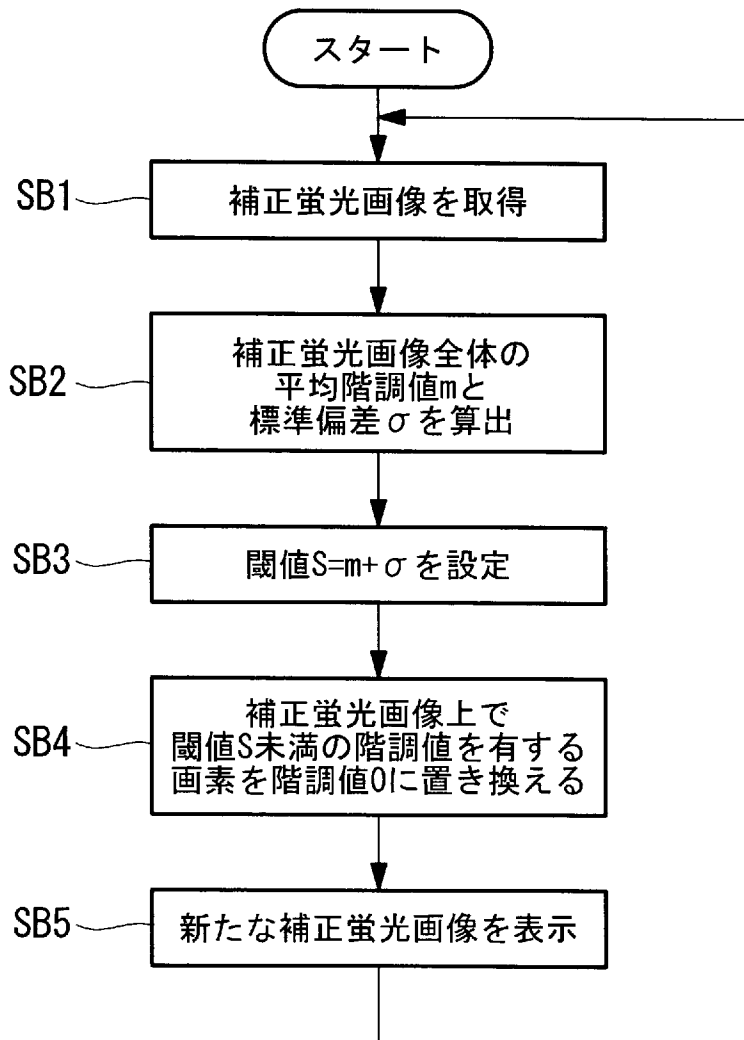 スタート
SB1
補正蛍光画像を取得
SB2
補正蛍光画像全体の
平均階調値mと
標準偏差σを算出
SB3
閾値S=m+σを設定
SB4
補正蛍光画像上で
閾値S未満の階調値を有する
画素を階調値0に置き換える
SB5
新たな補正蛍光画像を表示